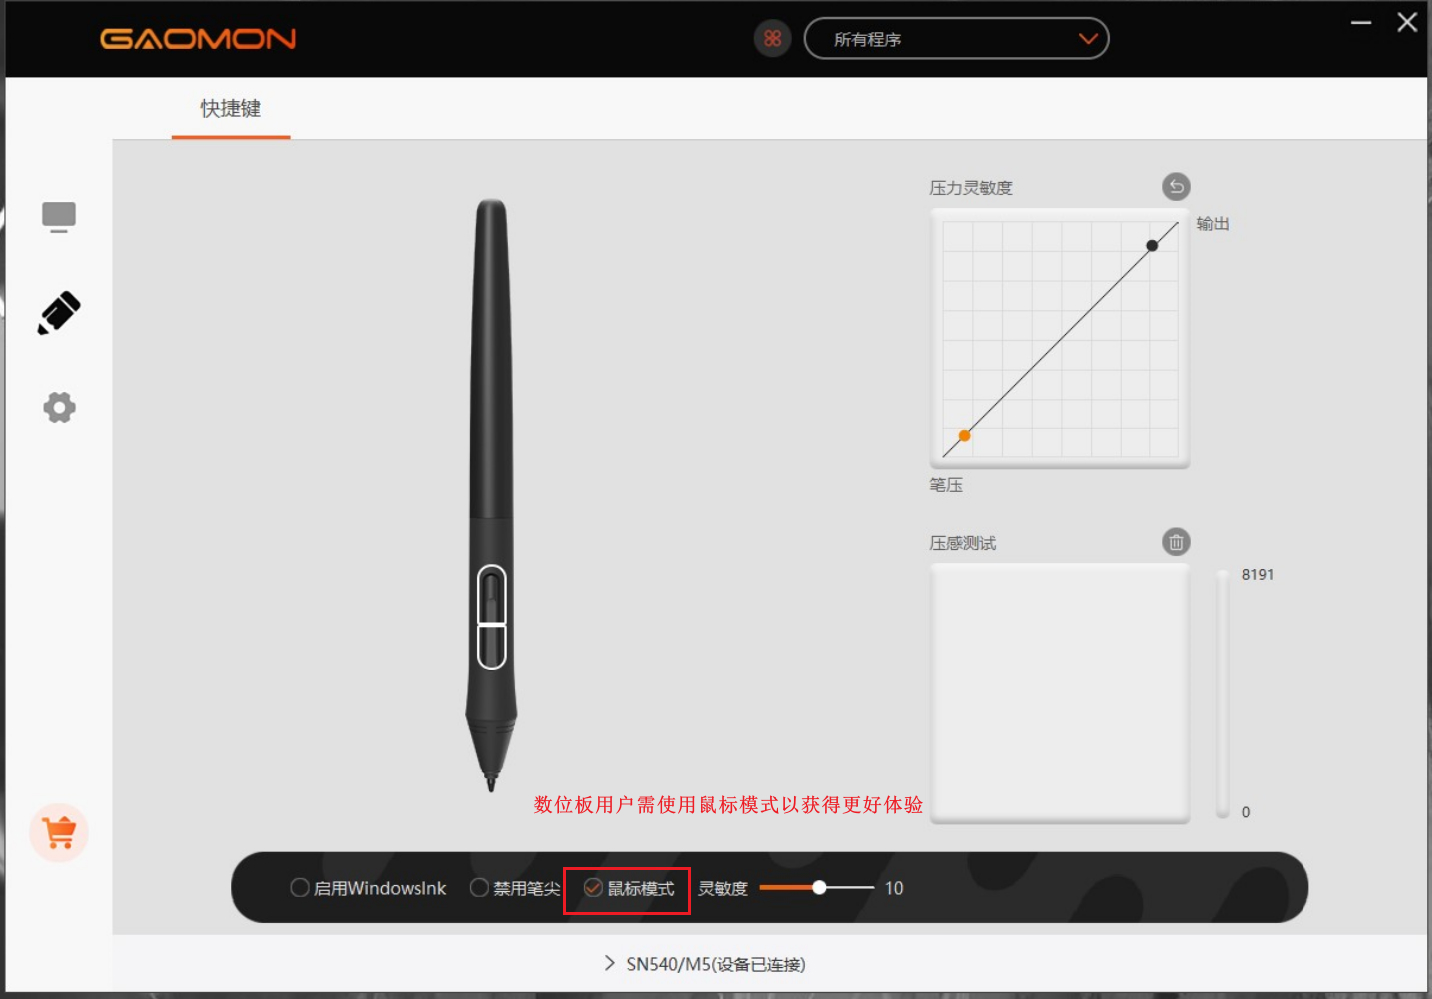 GAOMON
所有程序
快捷键
压力灵敏度
输出
笔压
压感测试
8191
0
数位板用户需使用鼠标模式以获得更好体验
启用WindowsInk 禁用笔尖 鼠标模式 灵敏度 10
SN540/M5(设备已连接)